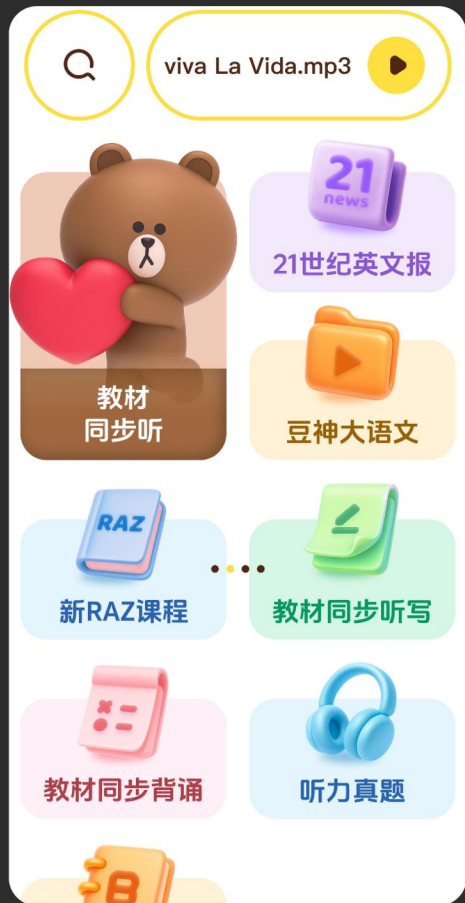 viva La Vida.mp3
21
news
21世纪英文报
教材
同步听
豆神大语文
RAZ
新RAZ课程
教材同步听写
教材同步背诵
听力真题
B